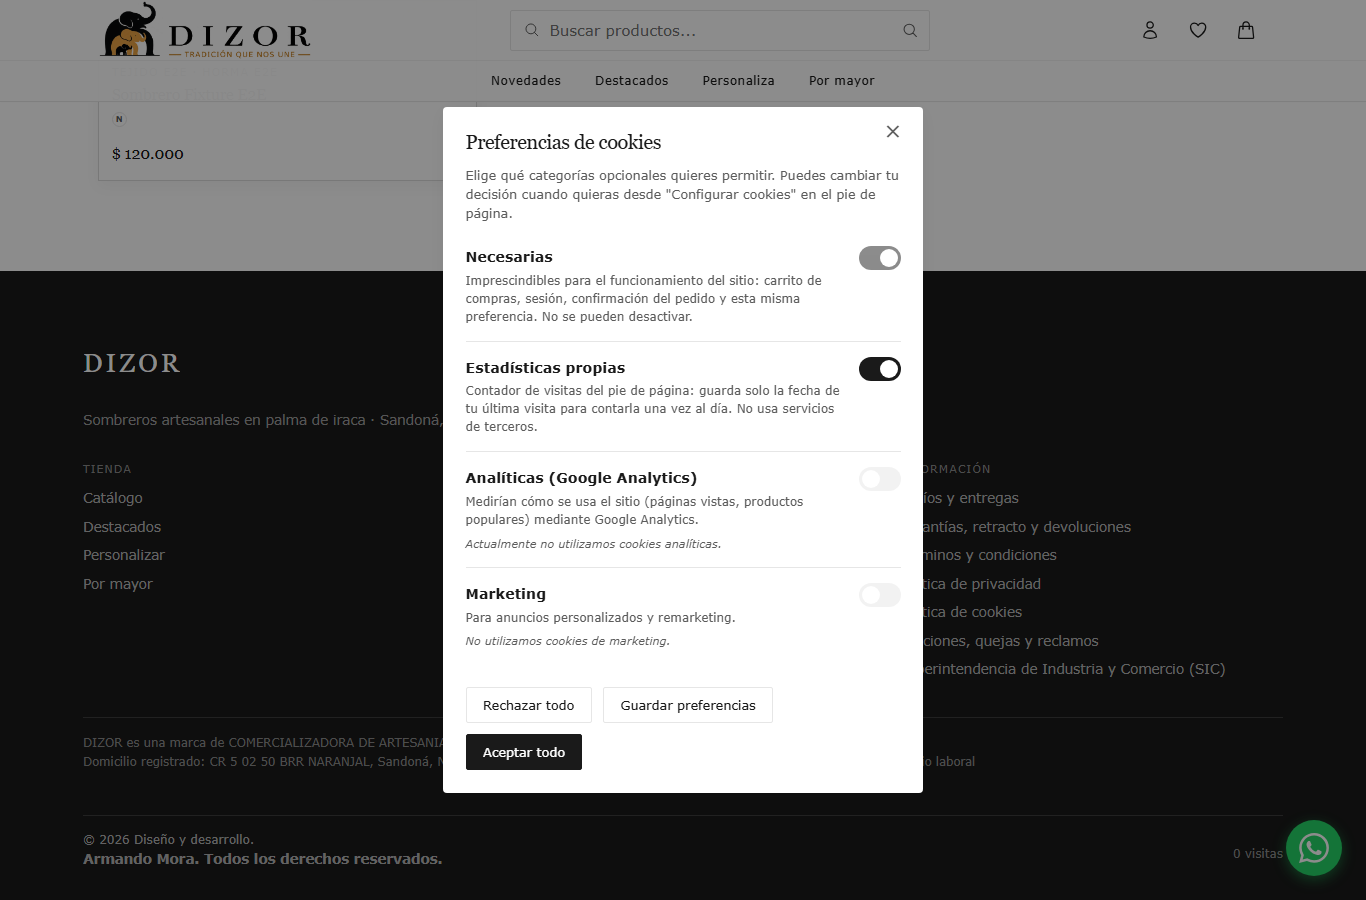 DIZOR
TRADICIÓN QUE NOS UNE
Buscar productos...
Novedades
Destacados
Personaliza
Por mayor
N
$ 120.000
Preferencias de cookies
Elige qué categorías opcionales quieres permitir. Puedes cambiar tu
decisión cuando quieras desde "Configurar cookies" en el pie de
página.
Necesarias
Imprescindibles para el funcionamiento del sitio: carrito de
compras, sesión, confirmación del pedido y esta misma
preferencia. No se pueden desactivar.
Estadísticas propias
Contador de visitas del pie de página: guarda solo la fecha de
tu última visita para contarla una vez al día. No usa servicios
de terceros.
Analíticas (Google Analytics)
Medirían cómo se usa el sitio (páginas vistas, productos
populares) mediante Google Analytics.
Actualmente no utilizamos cookies analíticas.
Marketing
Para anuncios personalizados y remarketing.
No utilizamos cookies de marketing.
Rechazar todo
Guardar preferencias
Aceptar todo
DIZOR
Sombreros artesanales en palma de iraca · Sandoná,
TIENDA
Catálogo
Destacados
Personalizar
Por mayor
ORMACIÓN
íos y entregas
antías, retracto y devoluciones
minos y condiciones
tica de privacidad
tica de cookies
ciones, quejas y reclamos
erintendencia de Industria y Comercio (SIC)
DIZOR es una marca de COMERCIALIZADORA DE ARTESANIA
Domicilio registrado: CR 5 02 50 BRR NARANJAL, Sandoná, N
o laboral
© 2026 Diseño y desarrollo.
Armando Mora. Todos los derechos reservados.
0 visitas